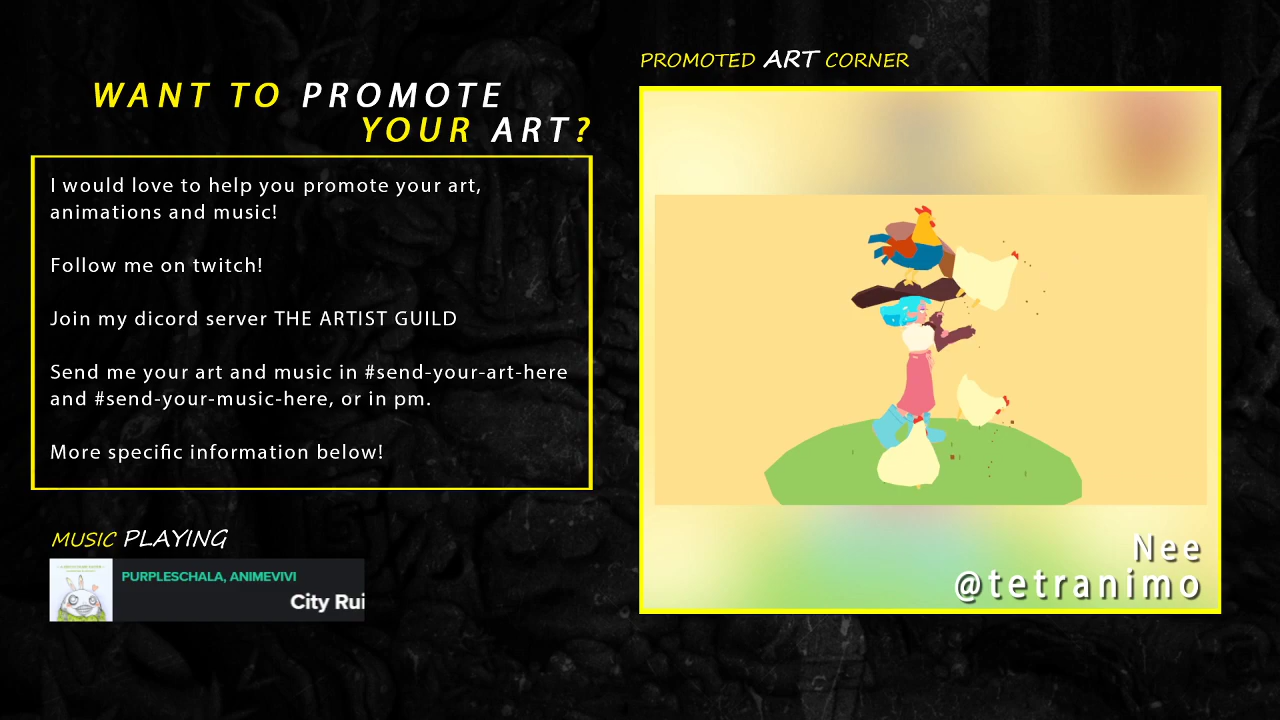 WANT TO PROMOTE
YOUR ART?
I would love to help you promote your art,
animations and music!
Follow me on twitch!
Join my dicord server THE ARTIST GUILD
Send me your art and music in #send-your-art-here
and #send-your-music-here, or in pm.
More specific information below!
MUSIC PLAYING
PURPLESCHALA, ANIMEVIVI
City Rui
PROMOTED ART CORNER
Nee
@tetranimo